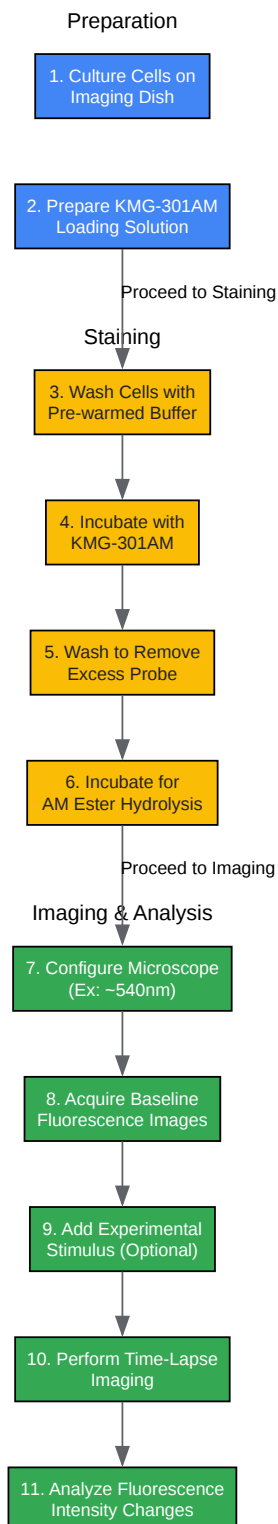 Preparation
1. Culture Cells on
Imaging Dish
2. Prepare KMG-301AM
Loading Solution
Proceed to Staining
Staining
3. Wash Cells with
Pre-warmed Buffer
4. Incubate with
KMG-301AM
5. Wash to Remove
Excess Probe
6. Incubate for
AM Ester Hydrolysis
Proceed to Imaging
Imaging & Analysis
7. Configure Microscope
(Ex: ~540nm)
8. Acquire Baseline
Fluorescence Images
9. Add Experimental
Stimulus (Optional)
10. Perform Time-Lapse
Imaging
11. Analyze Fluorescence
Intensity Changes